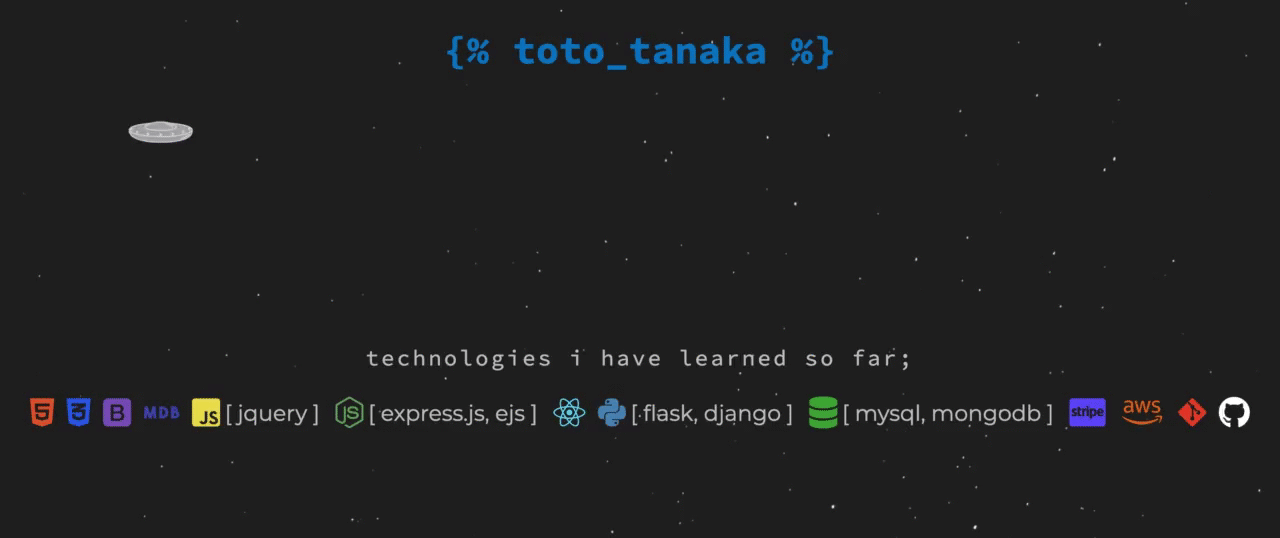 {% toto_tanaka %}
technologies i have learned so far;
5 3 B MDB JS [ jquery ] JS [ express.js, ejs ] [ flask, django ] [ mysql, mongodb ] stripe aws